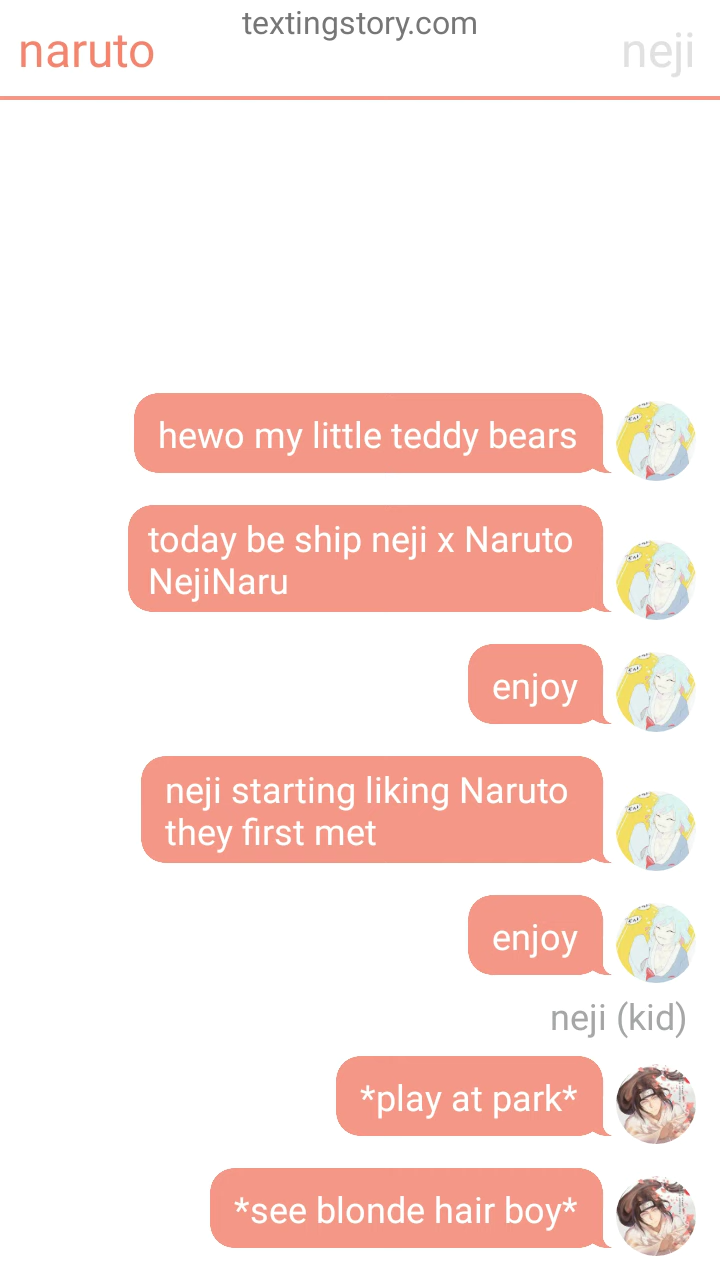 textingstory.com
naruto
neji
hewo my little teddy bears
today be ship neji x Naruto
NejiNaru
enjoy
neji starting liking Naruto
they first met
enjoy
neji (kid)
*play at park*
*see blonde hair boy*